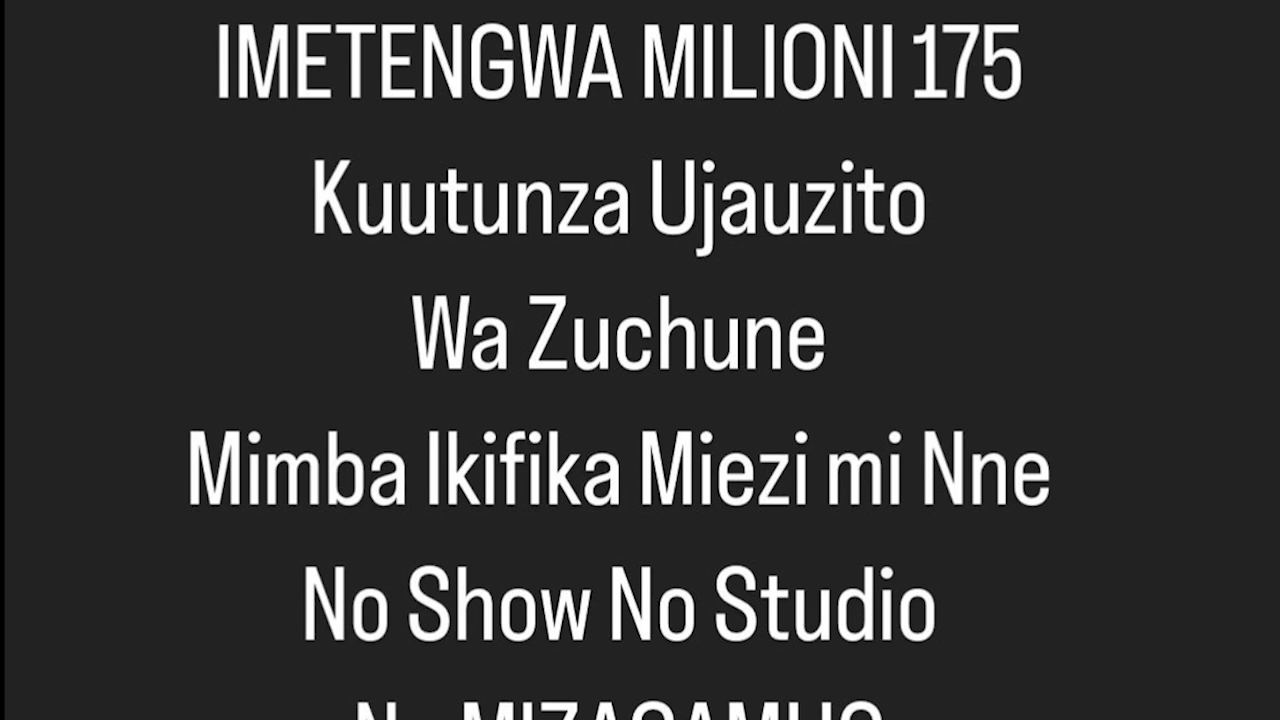 IMETENGWA MILIONI 175
Kuutunza Ujauzito
Wa Zuchune
Mimba Ikifika Miezi mi Nne
No Show No Studio